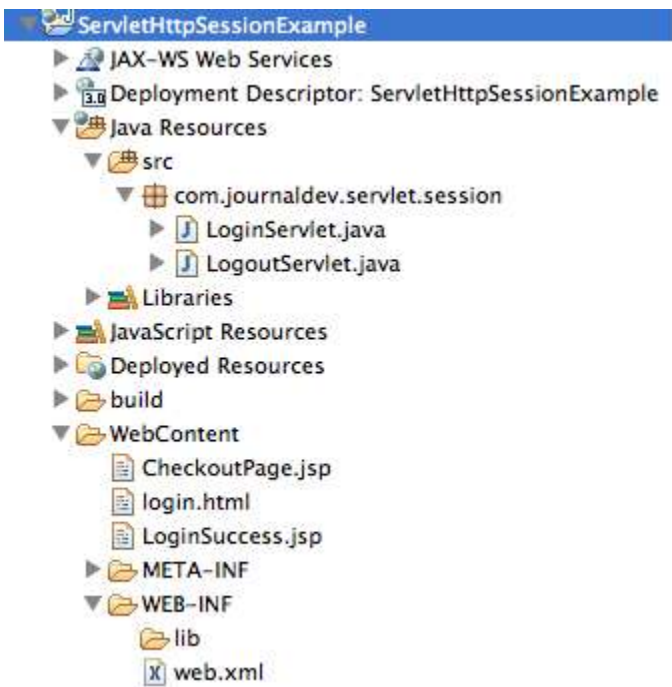 ServletHttpSessionExample
JAX-WS Web Services
3.0 Deployment Descriptor: ServletHttpSessionExample
Java Resources
src
com.journaldev.servlet.session
J LoginServlet.java
J LogoutServlet.java
Libraries
JavaScript Resources
Deployed Resources
build
WebContent
CheckoutPage.jsp
login.html
LoginSuccess.jsp
META-INF
WEB-INF
lib
X web.xml